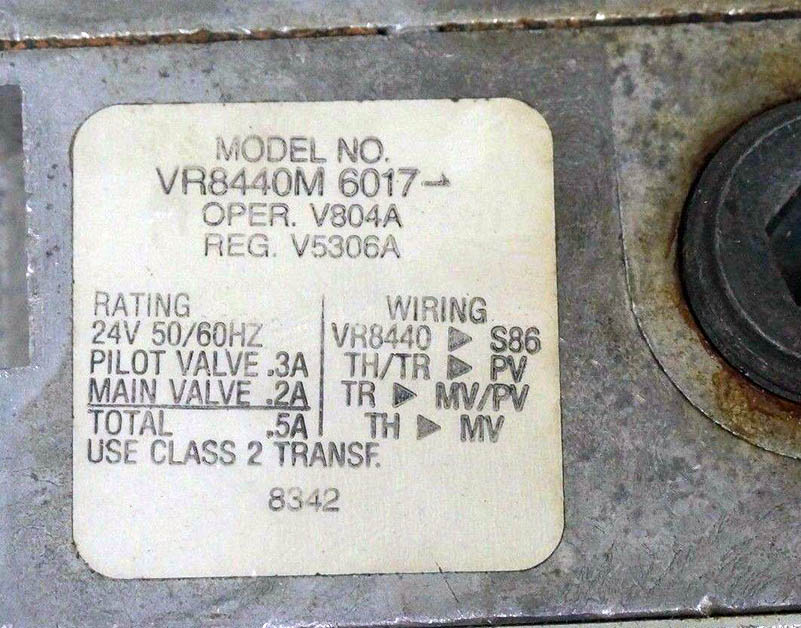 MODEL NO.
VR8440M 6017→
OPER. V804A
REG. V5306A
RATING
24V 50/60HZ
PILOT VALVE .3A
MAIN VALVE .2A
TOTAL .5A
USE CLASS 2 TRANSF.
WIRING
VR8440 ▷ S86
TH/TR ▷ PV
TR ▷ MV/PV
TH ▷ MV
8342